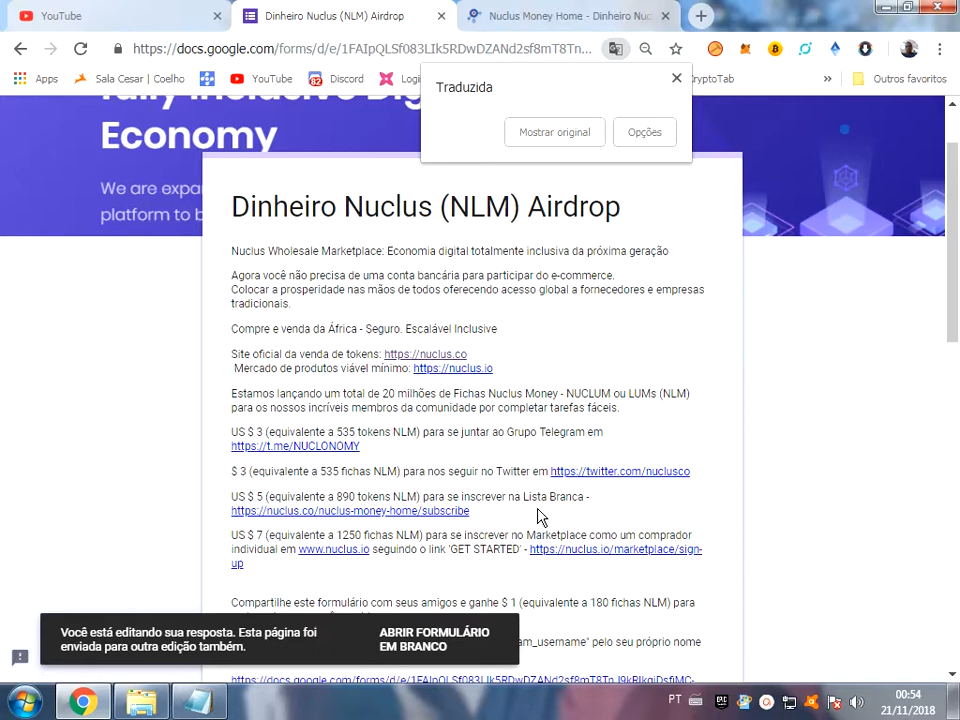 YouTube
Dinheiro Nuclus (NLM) Airdrop
Nuclus Money Home - Dinheiro Nu
https://docs.google.com/forms/d/e/1FAIpQLSf083LIk5RDwDZANd2sf8mT8Tn...
Apps
Sala Cesar | Coelho
YouTube
Discord
Logi
ryptoTab
»
Outros favoritos
Traduzida
Mostrar original
Opções
Economy
We are expa
platform to b
Dinheiro Nuclus (NLM) Airdrop
Nuclus Wholesale Marketplace: Economia digital totalmente inclusiva da próxima geração
Agora você não precisa de uma conta bancária para participar do e-commerce.
Colocar a prosperidade nas mãos de todos oferecendo acesso global a fornecedores e empresas
tradicionais.
Compre e venda da África - Seguro. Escalável Inclusive
Site oficial da venda de tokens: https://nuclus.co
Mercado de produtos viável mínimo: https://nuclus.io
Estamos lançando um total de 20 milhões de Fichas Nuclus Money - NUCLUM ou LUMs (NLM)
para os nossos incríveis membros da comunidade por completar tarefas fáceis.
US $ 3 (equivalente a 535 tokens NLM) para se juntar ao Grupo Telegram em
https://t.me/NUCLONOMY
$ 3 (equivalente a 535 fichas NLM) para nos seguir no Twitter em https://twitter.com/nuclusco
US $ 5 (equivalente a 890 tokens NLM) para se inscrever na Lista Branca -
https://nuclus.co/nuclus-money-home/subscribe
US $ 7 (equivalente a 1250 fichas NLM) para se inscrever no Marketplace como um comprador
individual em www.nuclus.io seguindo o link 'GET STARTED' - https://nuclus.io/marketplace/sign-
up
Compartilhe este formulário com seus amigos e ganhe $ 1 (equivalente a 180 fichas NLM) para
am_username" pelo seu próprio nome
Você está editando sua resposta. Esta página foi
enviada para outra edição também.
ABRIR FORMULÁRIO
EM BRANCO
PT
00:54
21/11/2018